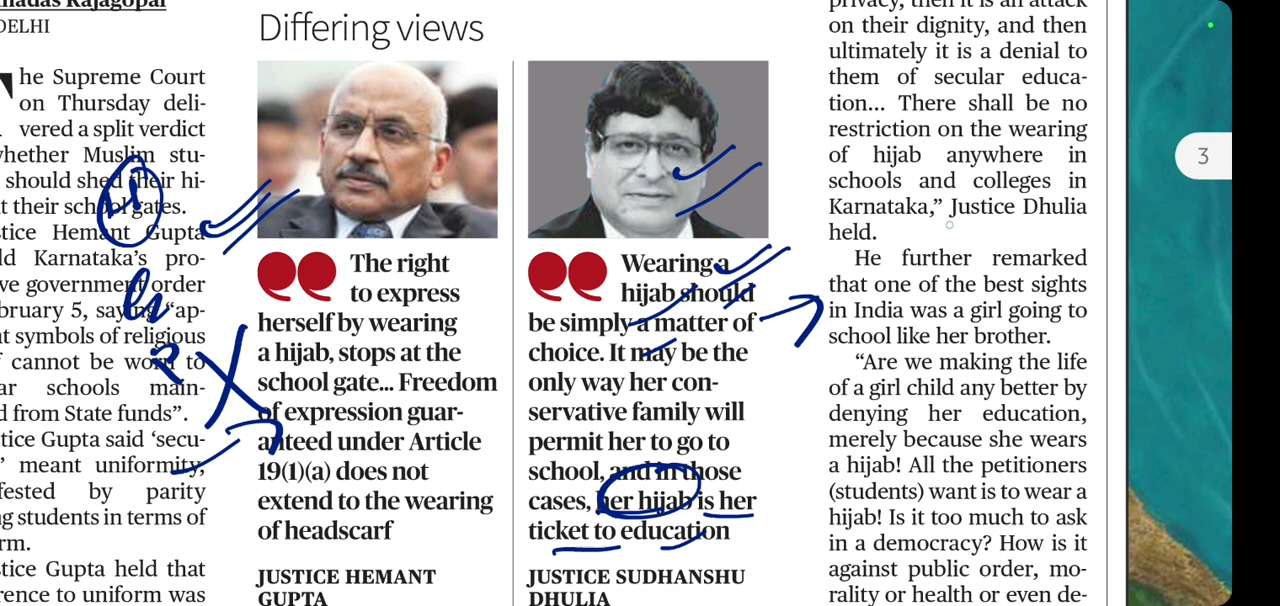 nadas Rajagopal
DELHI
he Supreme Court
on Thursday deli-
vered a split verdict
whether Muslim stu-
should shed their hi-
t their school gates.
stice Hemant Gupta
ld Karnataka's pro-
ve government order
bruary 5, saying "ap-
nt symbols of religious
f cannot be worn to
ar schools main-
d from State funds".
tice Gupta said 'secu-
' meant uniformity,
fested by parity
ng students in terms of
rm.
stice Gupta held that
rence to uniform was
Differing views
The right
to express
herself by wearing
a hijab, stops at the
school gate... Freedom
of expression guar-
anteed under Article
19(1)(a) does not
extend to the wearing
of headscarf
JUSTICE HEMANT
GUPTA
Wearing a
hijab should
be simply a matter of
choice. It may be the
only way her con-
servative family will
permit her to go to
school, and in those
cases, her hijab is her
ticket to education
JUSTICE SUDHANSHU
DHULIA
privacy, then it is an attack
on their dignity, and then
ultimately it is a denial to
them of secular educa-
tion... There shall be no
restriction on the wearing
of hijab anywhere in
schools and colleges in
Karnataka," Justice Dhulia
held.
He further remarked
that one of the best sights
in India was a girl going to
school like her brother.
"Are we making the life
of a girl child any better by
denying her education,
merely because she wears
a hijab! All the petitioners
(students) want is to wear a
hijab! Is it too much to ask
in a democracy? How is it
against public order, mo-
rality or health or even de-
3